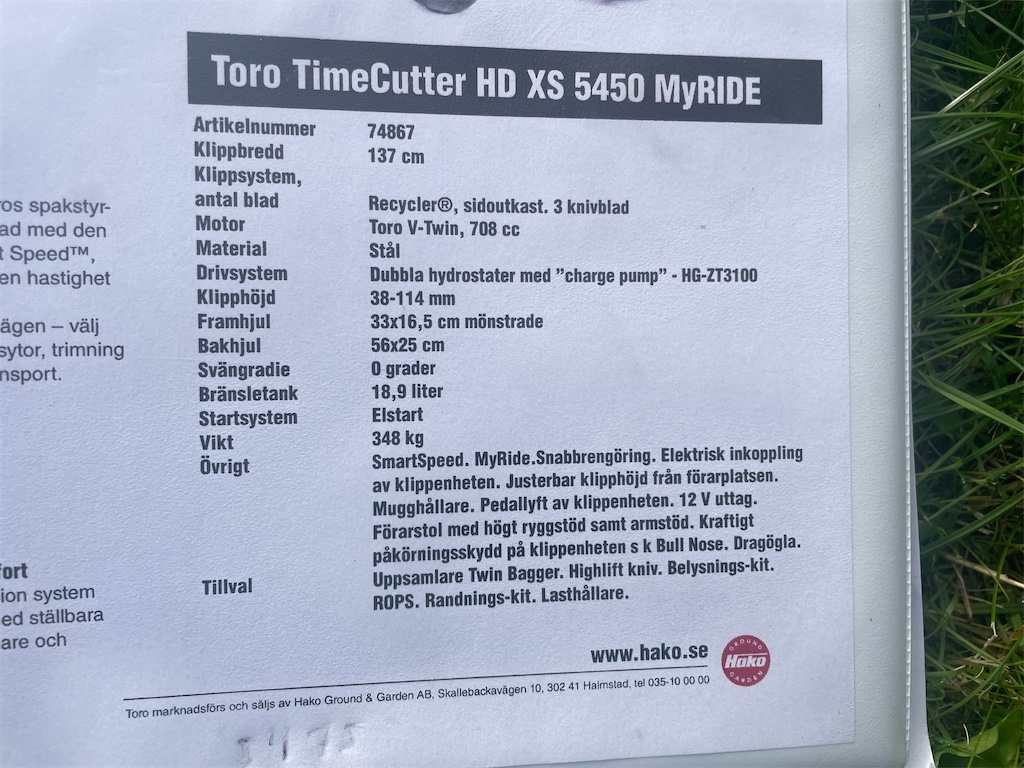 Toro TimeCutter HD XS 5450 MyRIDE
Artikelnummer 74867
Klippbredd 137 cm
Klippsystem,
antal blad Recycler®, sidoutkast. 3 knivblad
Motor Toro V-Twin, 708 cc
Material Stål
Drivsystem Dubbla hydrostater med ”charge pump” - HG-ZT3100
Klipphöjd 38-114 mm
Framhjul 33x16,5 cm mönstrade
Bakhjul 56x25 cm
Svängradie 0 grader
Bränsletank 18,9 liter
Startsystem Elstart
Vikt 348 kg
Övrigt SmartSpeed. MyRide.Snabbrengöring. Elektrisk inkoppling
av klippenheten. Justerbar klipphöjd från förarplatsen.
Mugghållare. Pedallyft av klippenheten. 12 V uttag.
Förarstol med högt ryggstöd samt armstöd. Kraftigt
påkörningsskydd på klippenheten s k Bull Nose. Dragögla.
Tillval Uppsamlare Twin Bagger. Highlift kniv. Belysnings-kit.
ROPS. Randnings-kit. Lasthållare.
ros spakstyr-
ad med den
t Speed™,
en hastighet
ägen – välj
sytor, trimning
nsport.
fort
ion system
ed ställbara
are och
www.hako.se
GROUND
Hako
GARDEN
Toro marknadsförs och säljs av Hako Ground & Garden AB, Skallebackavägen 10, 302 41 Halmstad, tel 035-10 00 00